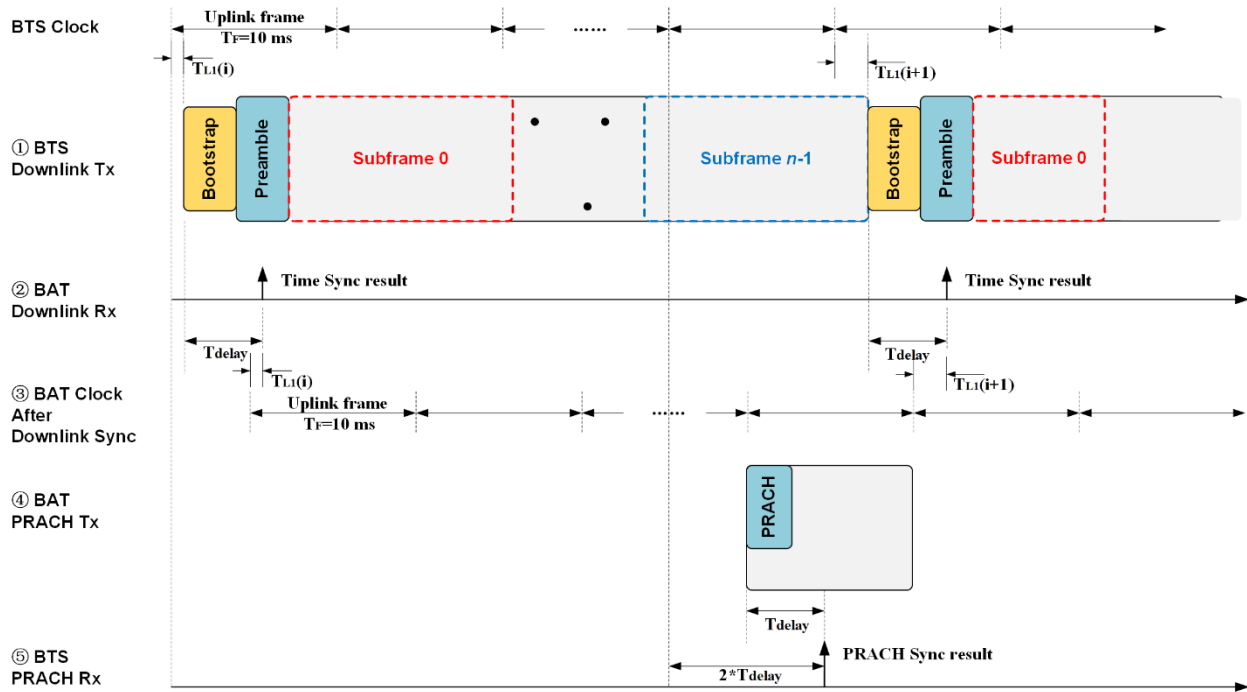 BTS Clock
Uplink frame
TF=10 ms
......
TL1(i)
TL1(i+1)
① BTS
Downlink Tx
Bootstrap
Preamble
Subframe 0
Subframe n-1
Bootstrap
Preamble
Subframe 0
② BAT
Downlink Rx
Time Sync result
Time Sync result
Tdelay
Tdelay
TL1(i)
TL1(i+1)
③ BAT Clock
After
Downlink Sync
Uplink frame
TF=10 ms
......
④ BAT
PRACH Tx
PRACH
Tdelay
⑤ BTS
PRACH Rx
2*Tdelay
PRACH Sync result